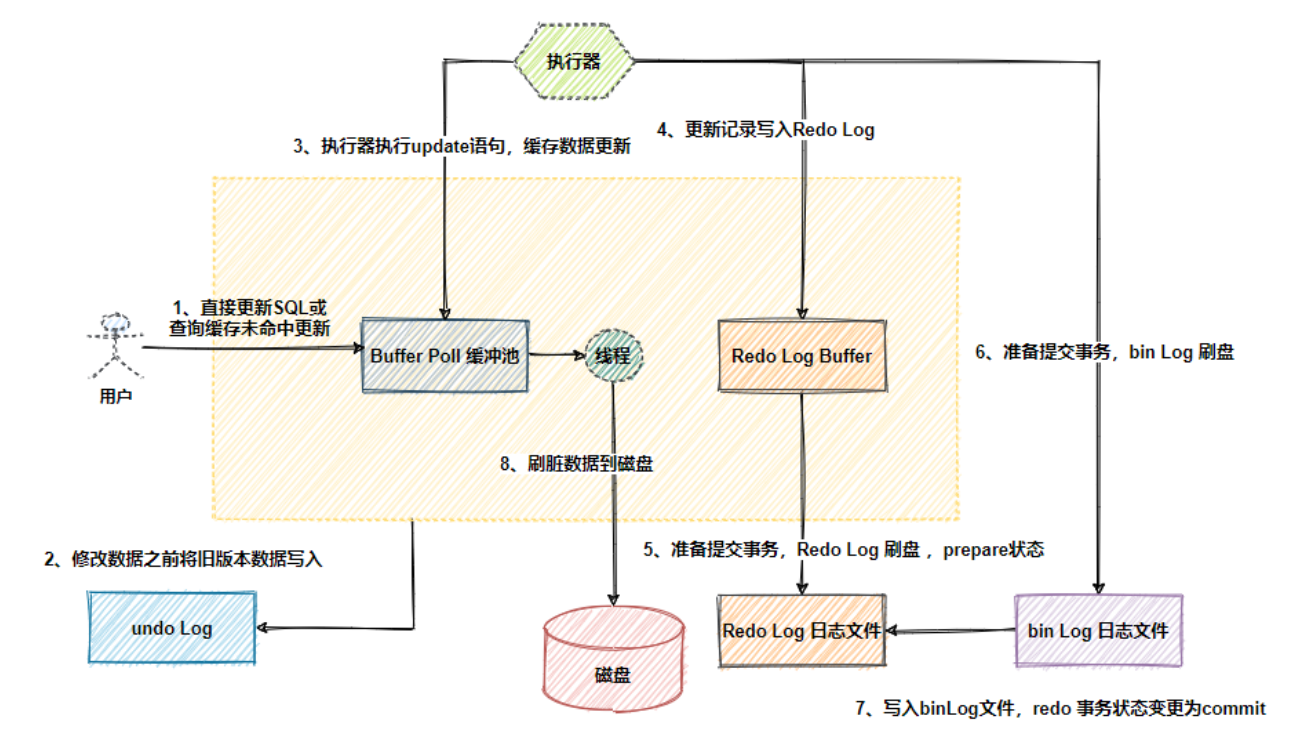 执行器
4、更新记录写入Redo Log
3、执行器执行update语句，缓存数据更新
1、直接更新SQL或
查询缓存未命中更新
Buffer Poll 缓冲池
线程
Redo Log Buffer
6、准备提交事务，bin Log 刷盘
用户
8、刷脏数据到磁盘
5、准备提交事务，Redo Log 刷盘 ，prepare状态
2、修改数据之前将旧版本数据写入
undo Log
Redo Log 日志文件
bin Log 日志文件
磁盘
7、写入binLog文件，redo 事务状态变更为commit